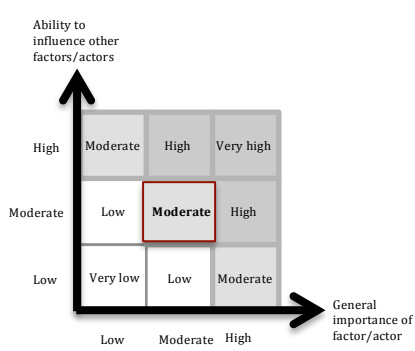 Ability to
influence other
factors/actors
High
Moderate High Very high
Moderate
Low Moderate High
Low
Very low Low Moderate
General
importance of
factor/actor
Low Moderate High